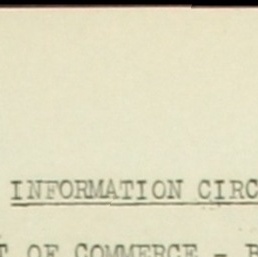 INFORMATION CIRC
T OF COMMERCE - B